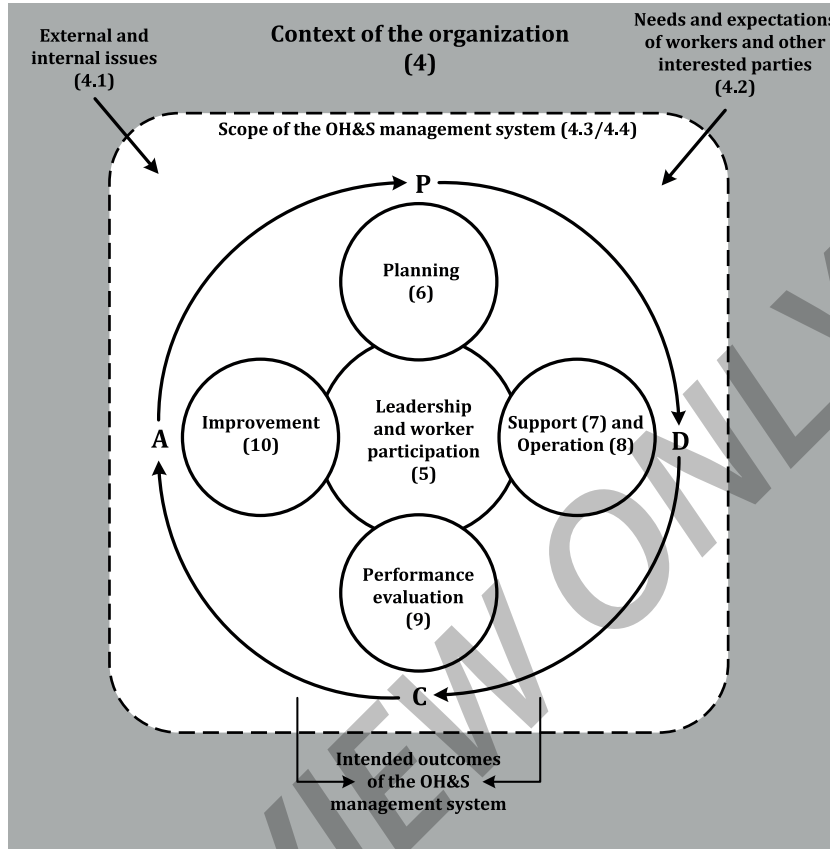 External and
internal issues
(4.1)
Context of the organization
(4)
Needs and expectations
of workers and other
interested parties
(4.2)
Scope of the OH&S management system (4.3/4.4)
P
Planning
(6)
A
Improvement
(10)
Leadership
and worker
participation
(5)
Support (7) and
Operation (8)
D
Performance
evaluation
(9)
C
Intended outcomes
of the OH&S
management system
VIEW ONLY